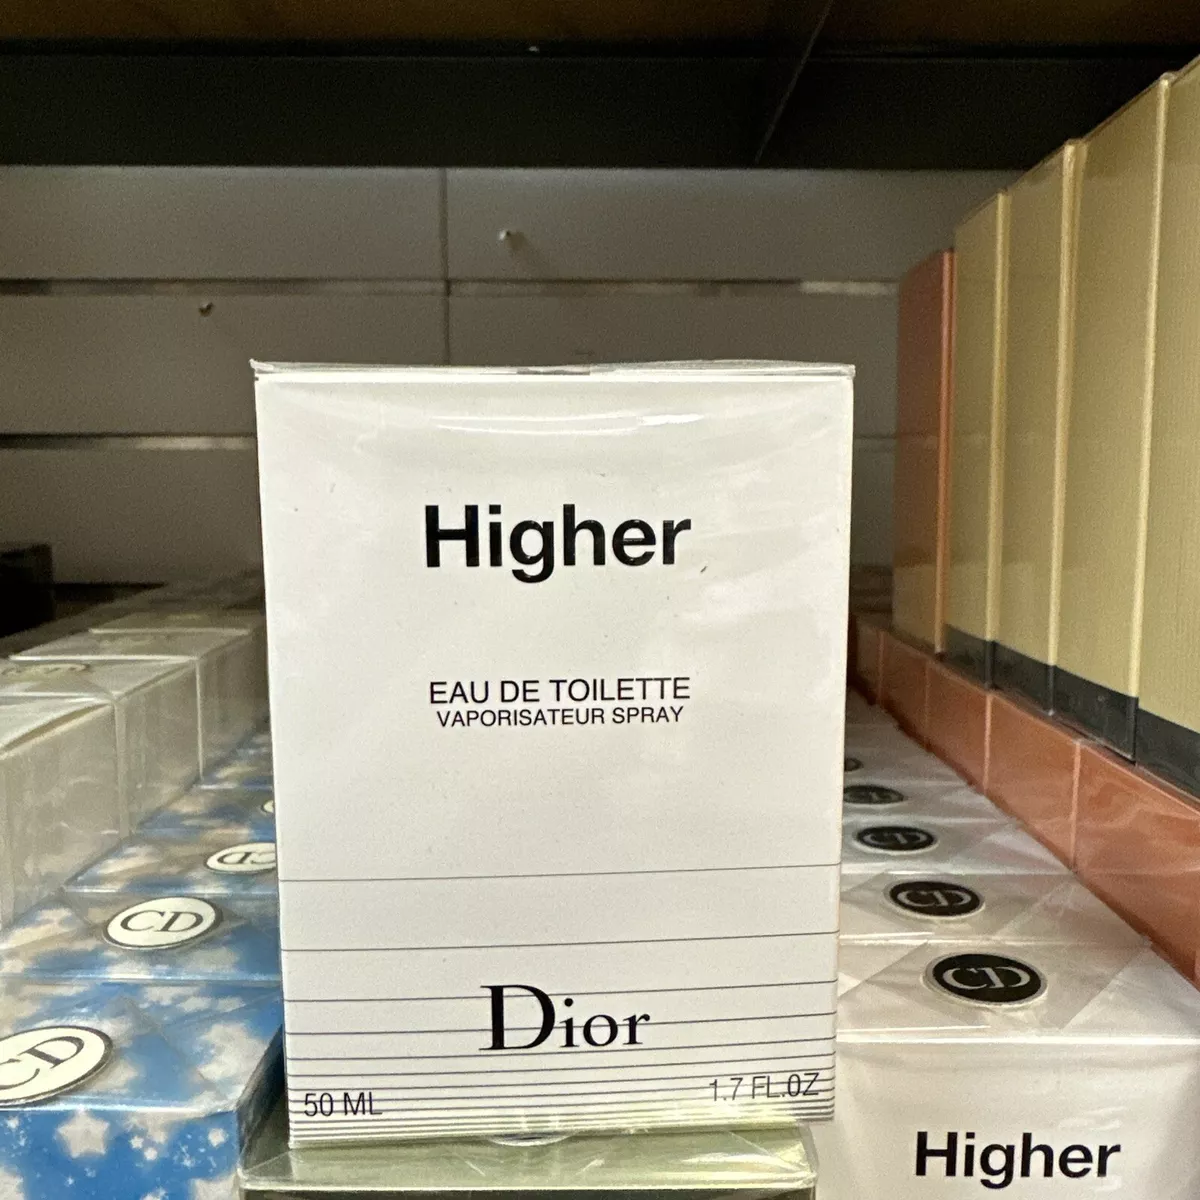 Higher
EAU DE TOILETTE
VAPORISATEUR SPRAY
Dior
50 ML
1.7 FL.OZ
CD
CD
CD
CD
CD
CD
CD
Higher